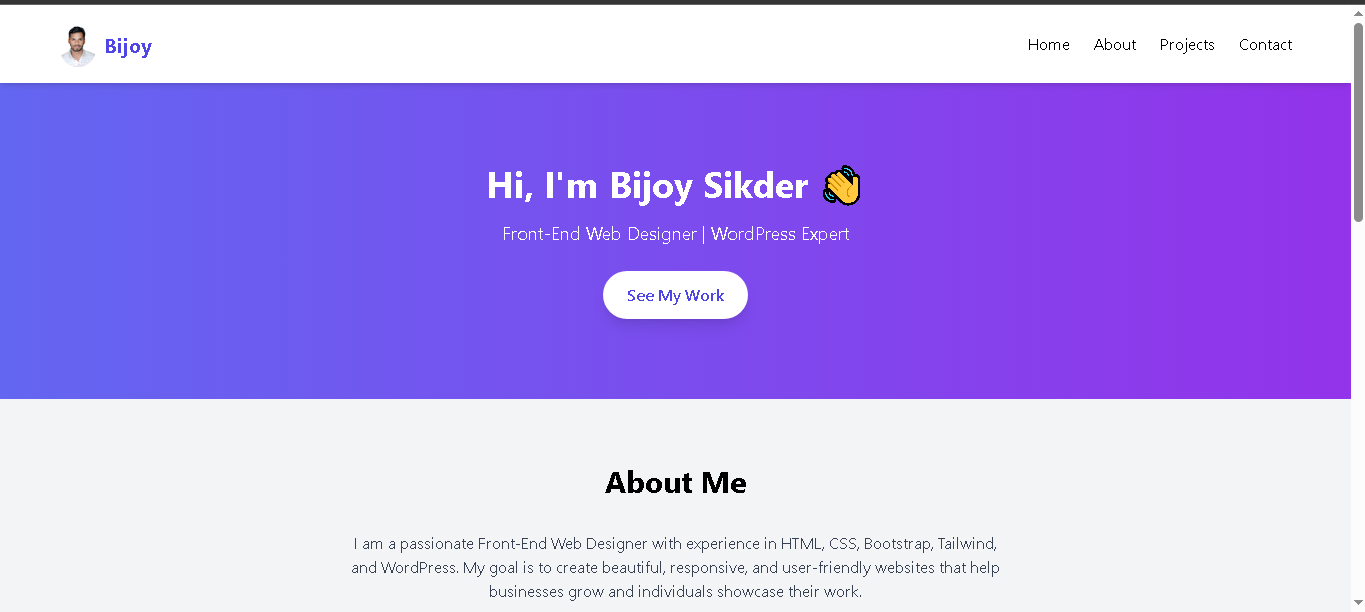 Bijoy
Home About Projects Contact
Hi, I'm Bijoy Sikder 👋
Front-End Web Designer | WordPress Expert
See My Work
About Me
I am a passionate Front-End Web Designer with experience in HTML, CSS, Bootstrap, Tailwind,
and WordPress. My goal is to create beautiful, responsive, and user-friendly websites that help
businesses grow and individuals showcase their work.